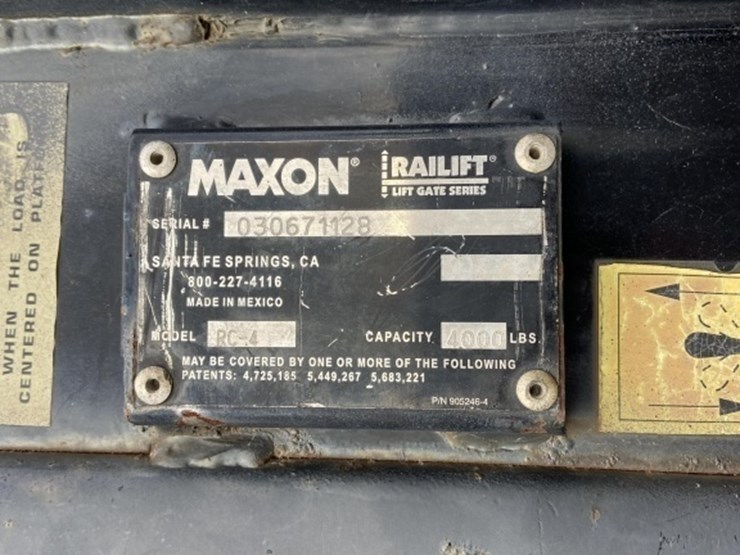 WHEN THE LOAD IS
CENTERED ON PLATF
MAXON®
RAILIFT®
LIFT GATE SERIES
SERIAL # 030671128
SANTA FE SPRINGS, CA
800-227-4116
MADE IN MEXICO
MODEL RC-4 CAPACITY 4000 LBS.
MAY BE COVERED BY ONE OR MORE OF THE FOLLOWING
PATENTS: 4,725,185 5,449,267 5,683,221
P/N 905246-4